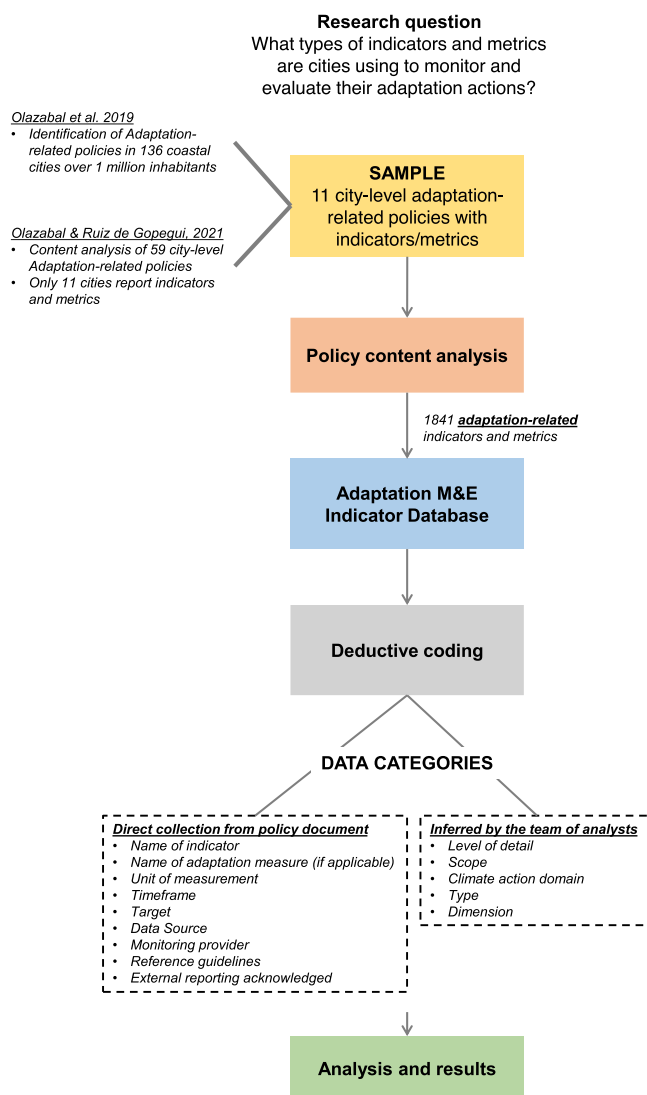 Research question
What types of indicators and metrics
are cities using to monitor and
evaluate their adaptation actions?
Olazabal et al. 2019
• Identification of Adaptation-
related policies in 136 coastal
cities over 1 million inhabitants
Olazabal & Ruiz de Gopegui, 2021
• Content analysis of 59 city-level
Adaptation-related policies
• Only 11 cities report indicators
and metrics
SAMPLE
11 city-level adaptation-
related policies with
indicators/metrics
Policy content analysis
1841 adaptation-related
indicators and metrics
Adaptation M&E
Indicator Database
Deductive coding
DATA CATEGORIES
Direct collection from policy document
• Name of indicator
• Name of adaptation measure (if applicable)
• Unit of measurement
• Timeframe
• Target
• Data Source
• Monitoring provider
• Reference guidelines
• External reporting acknowledged
Inferred by the team of analysts
• Level of detail
• Scope
• Climate action domain
• Type
• Dimension
Analysis and results